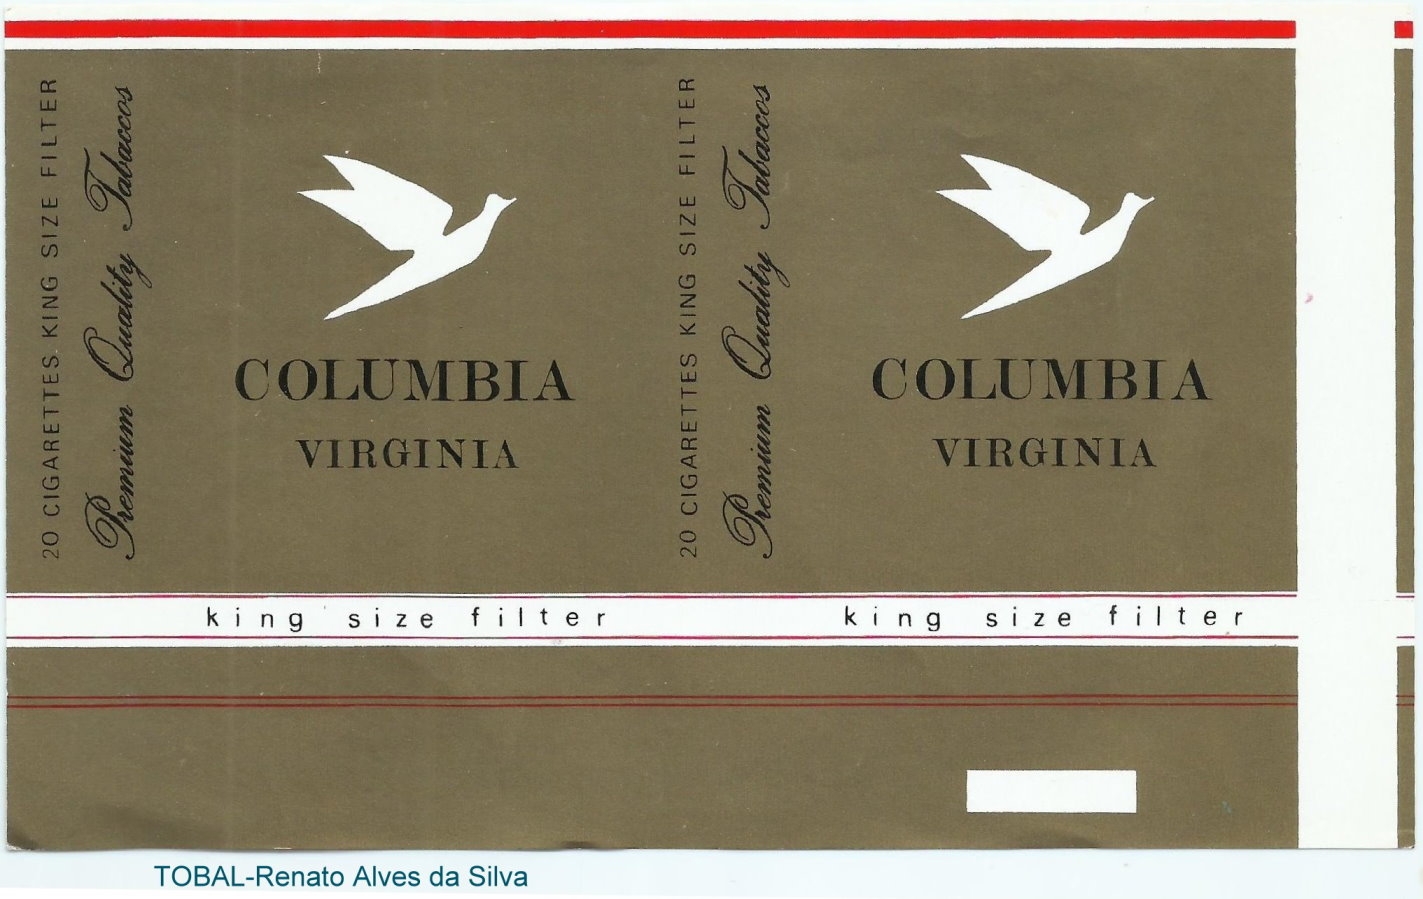 20 CIGARETTES KING SIZE FILTER
Premium Quality Tabaccos
COLUMBIA
VIRGINIA
king size filter
20 CIGARETTES KING SIZE FILTER
Premium Quality Tabaccos
COLUMBIA
VIRGINIA
king size filter
TOBAL-Renato Alves da Silva